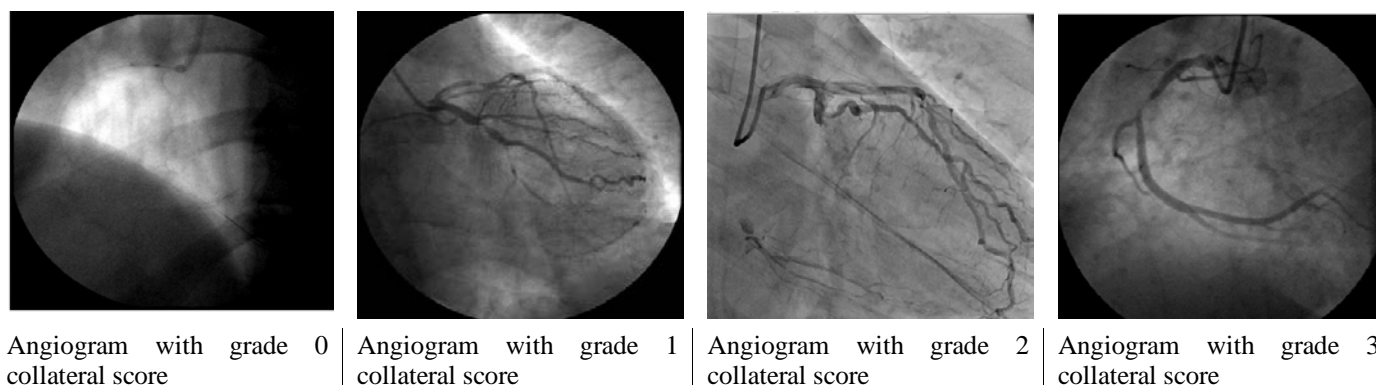 Angiogram with grade 0
collateral score
Angiogram with grade 1
collateral score
Angiogram with grade 2
collateral score
Angiogram with grade 3
collateral score